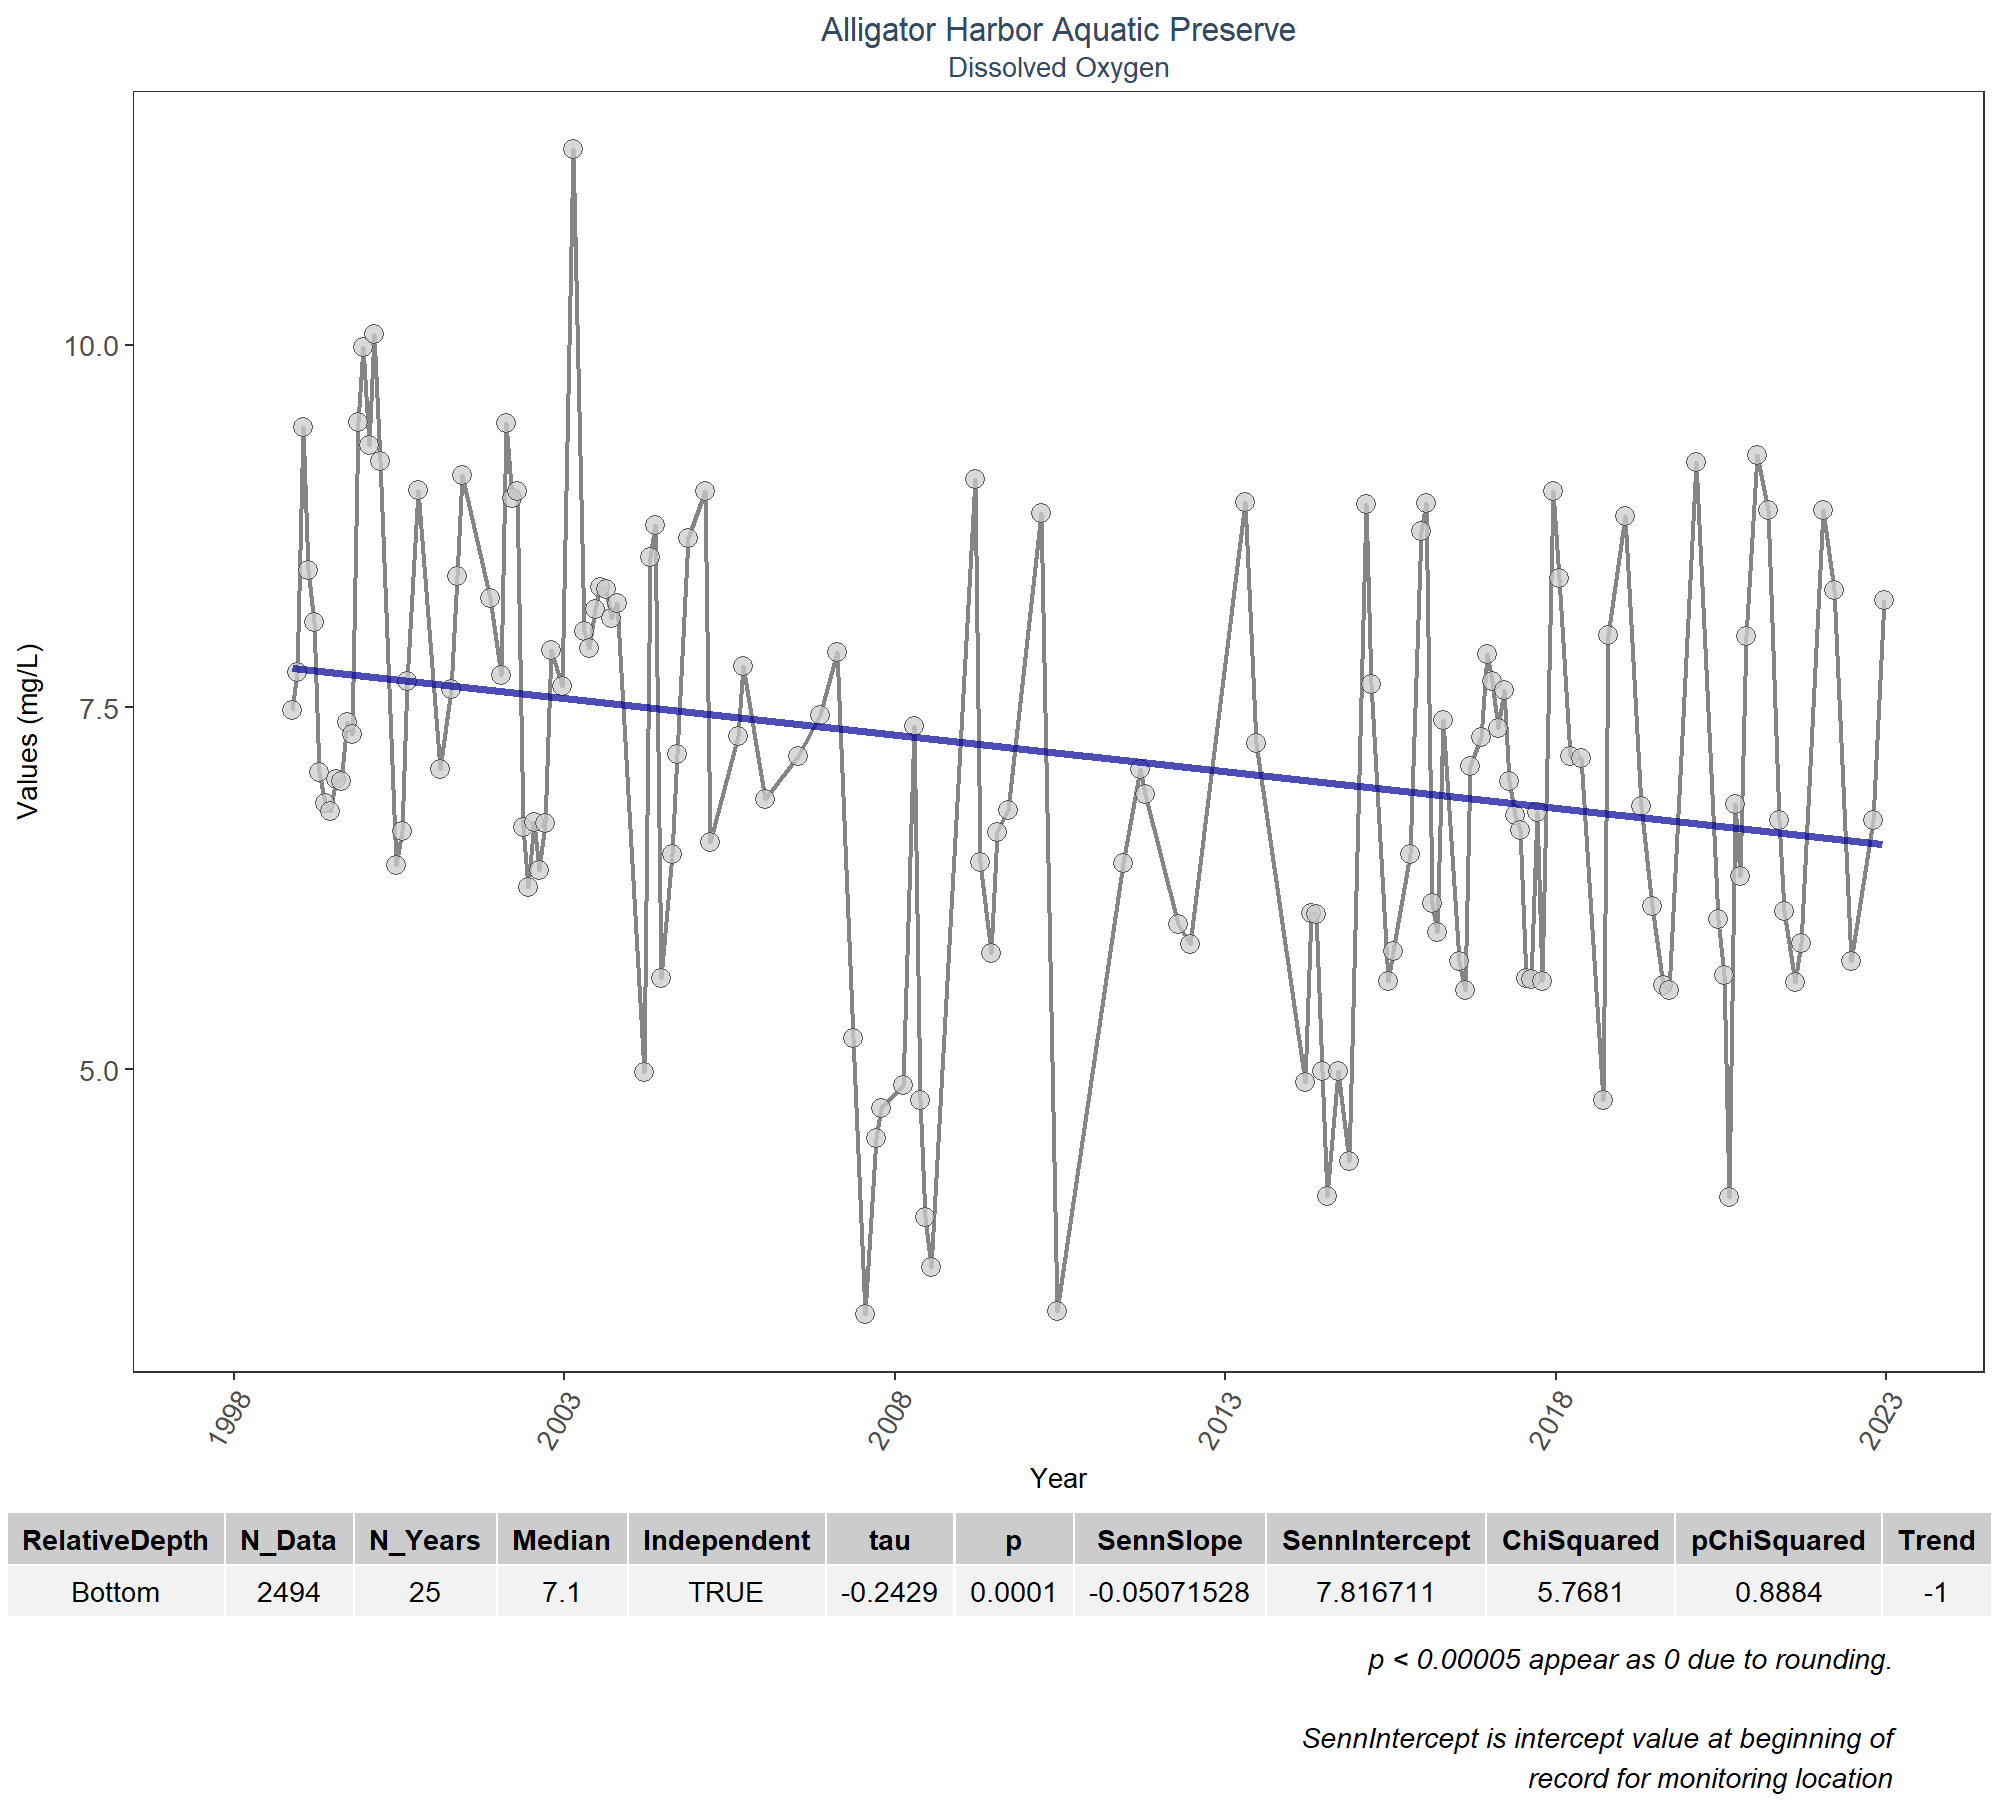 Alligator Harbor Aquatic Preserve
Dissolved Oxygen
Values (mg/L)
10.0
7.5
5.0
1998
2003
2008
2013
2018
2023
Year
RelativeDepth N_Data N_Years Median Independent tau p SennSlope SennIntercept ChiSquared pChiSquared Trend
Bottom 2494 25 7.1 TRUE -0.2429 0.0001 -0.05071528 7.816711 5.7681 0.8884 -1
p < 0.00005 appear as 0 due to rounding.
SennIntercept is intercept value at beginning of
record for monitoring location